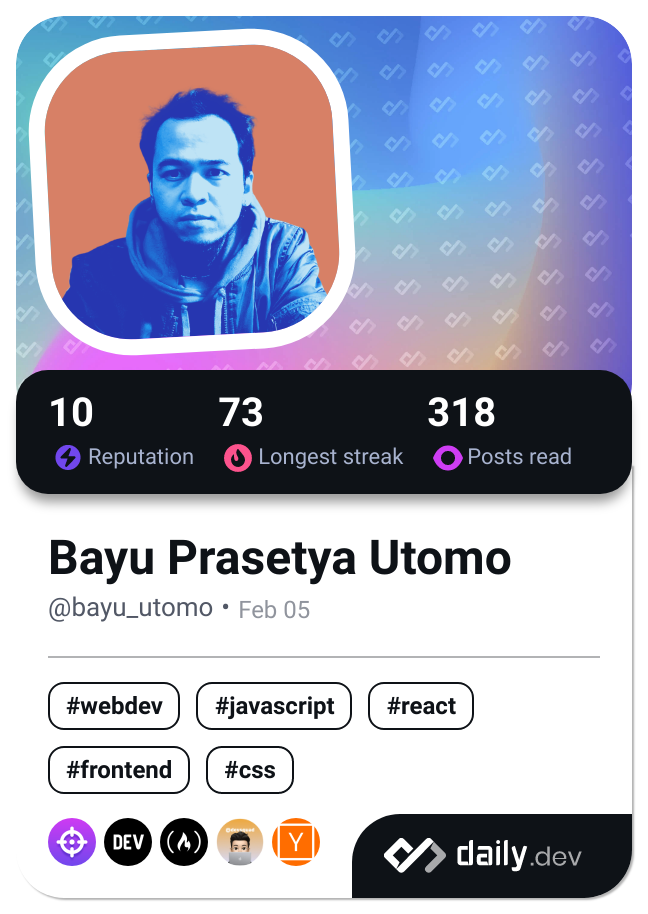 10 73 318
Reputation Longest streak Posts read
Bayu Prasetya Utomo
@bayu_utomo • Feb 05
#webdev #javascript #react
#frontend #css
DEV Y
daily.dev